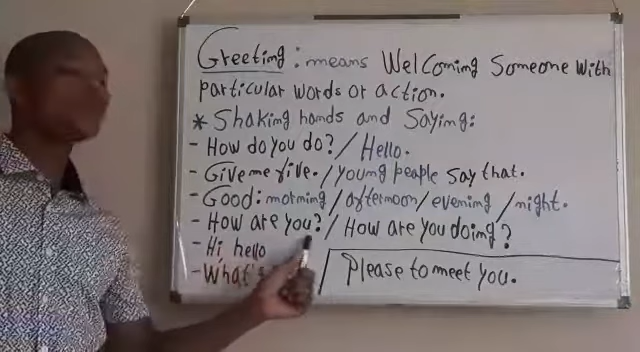 Greeting: means Welcoming Someone With
particular words or action.
* Shaking hands and Saying:
- How do you do? / Hello.
- Give me five. / young people say that.
- Good: morning / afternoon / evening / night.
- How are you? / How are you doing?
- Hi, hello
- What's / Please to meet you.